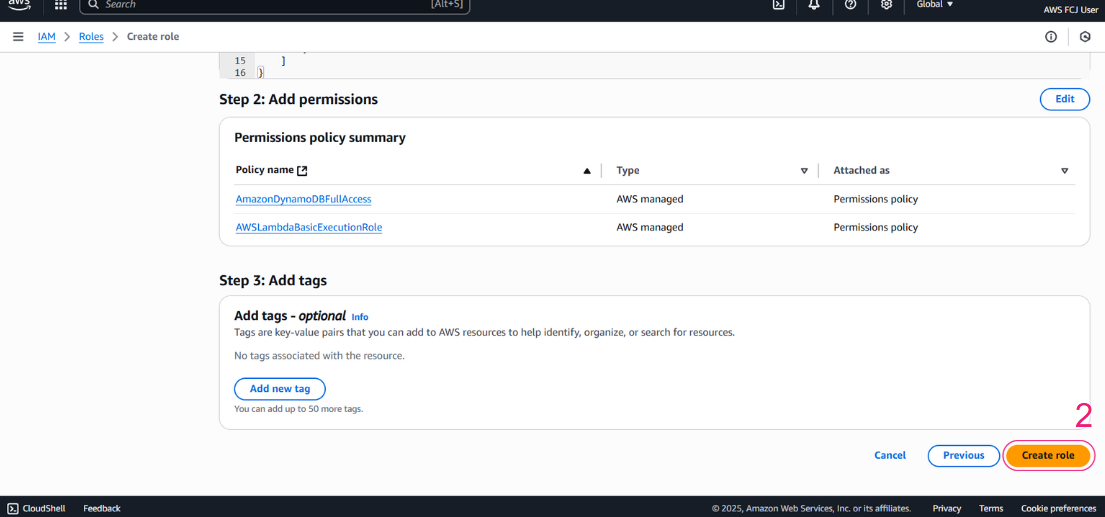 aws
Search [Alt+S] Global
AWS FCJ User
IAM > Roles > Create role
15 ]
16 }
Step 2: Add permissions Edit
Permissions policy summary
Policy name Type Attached as
AmazonDynamoDBFullAccess AWS managed Permissions policy
AWSLambdaBasicExecutionRole AWS managed Permissions policy
Step 3: Add tags
Add tags - optional Info
Tags are key-value pairs that you can add to AWS resources to help identify, organize, or search for resources.
No tags associated with the resource.
Add new tag
You can add up to 50 more tags.
2
Cancel Previous Create role
CloudShell Feedback © 2025, Amazon Web Services, Inc. or its affiliates. Privacy Terms Cookie preferences